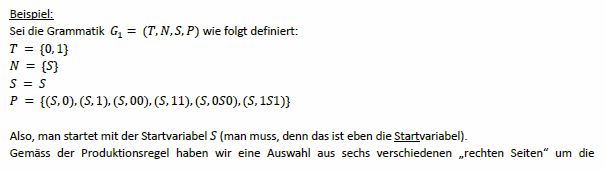 Beispiel:
Sei die Grammatik G₁ = (T, N, S, P) wie folgt definiert:
T = {0, 1}
N = {S}
S = S
P = {(S, 0), (S, 1), (S, 00), (S, 11), (S, 0S0), (S, 1S1)}
Also, man startet mit der Startvariabel S (man muss, denn das ist eben die Startvariabel).
Gemäss der Produktionsregel haben wir eine Auswahl aus sechs verschiedenen „rechten Seiten“ um die